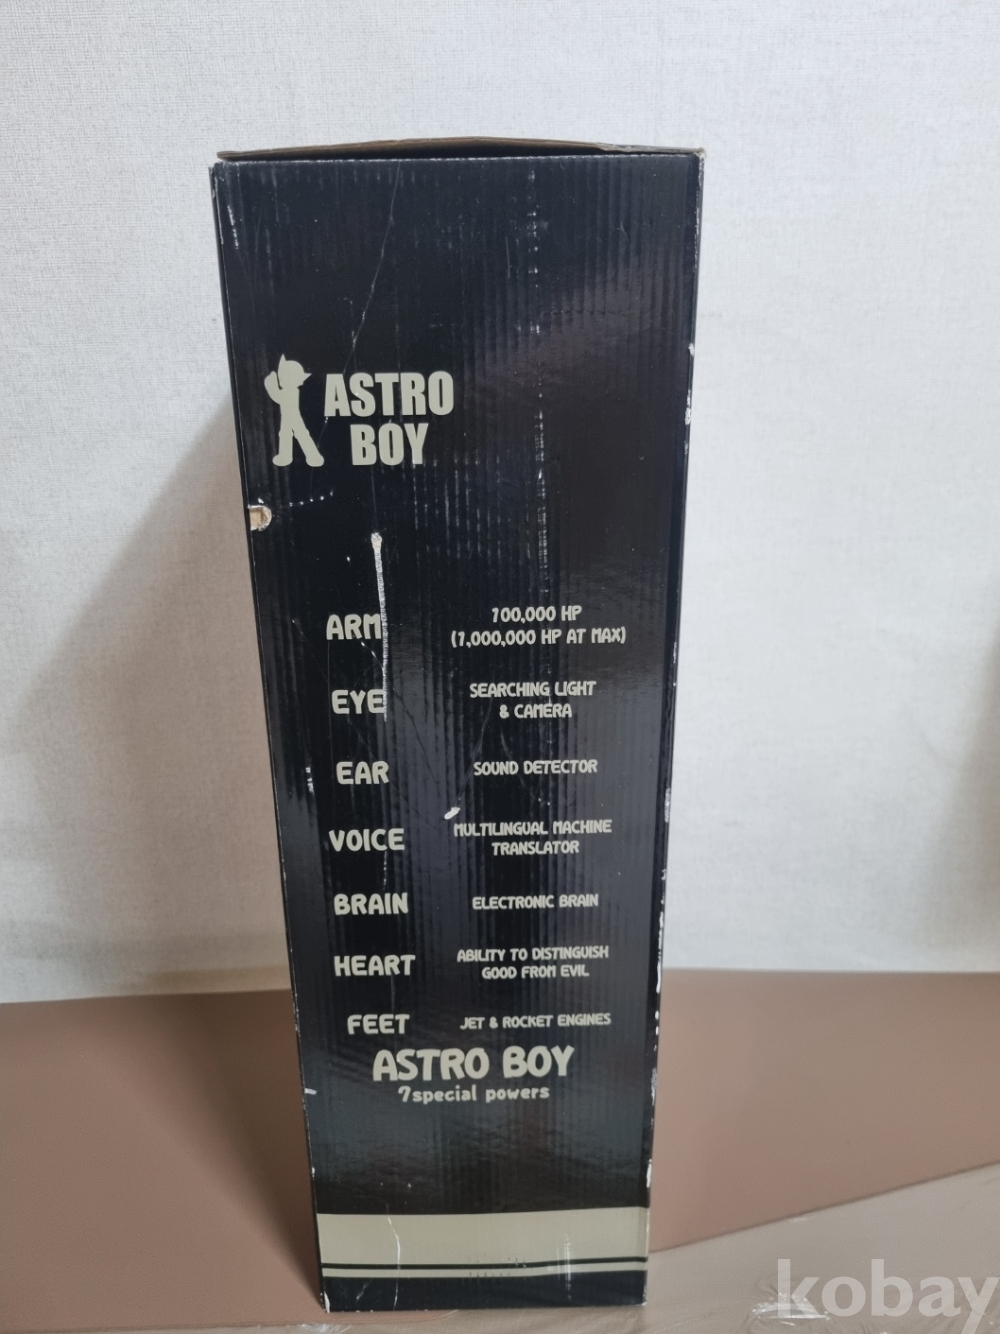 ASTRO
BOY
ARM
100,000 HP
(1,000,000 HP AT MAX)
EYE
SEARCHING LIGHT
& CAMERA
EAR
SOUND DETECTOR
VOICE
MULTILINGUAL MACHINE
TRANSLATOR
BRAIN
ELECTRONIC BRAIN
HEART
ABILITY TO DISTINGUISH
GOOD FROM EVIL
FEET
JET & ROCKET ENGINES
ASTRO BOY
7special powers
kobay